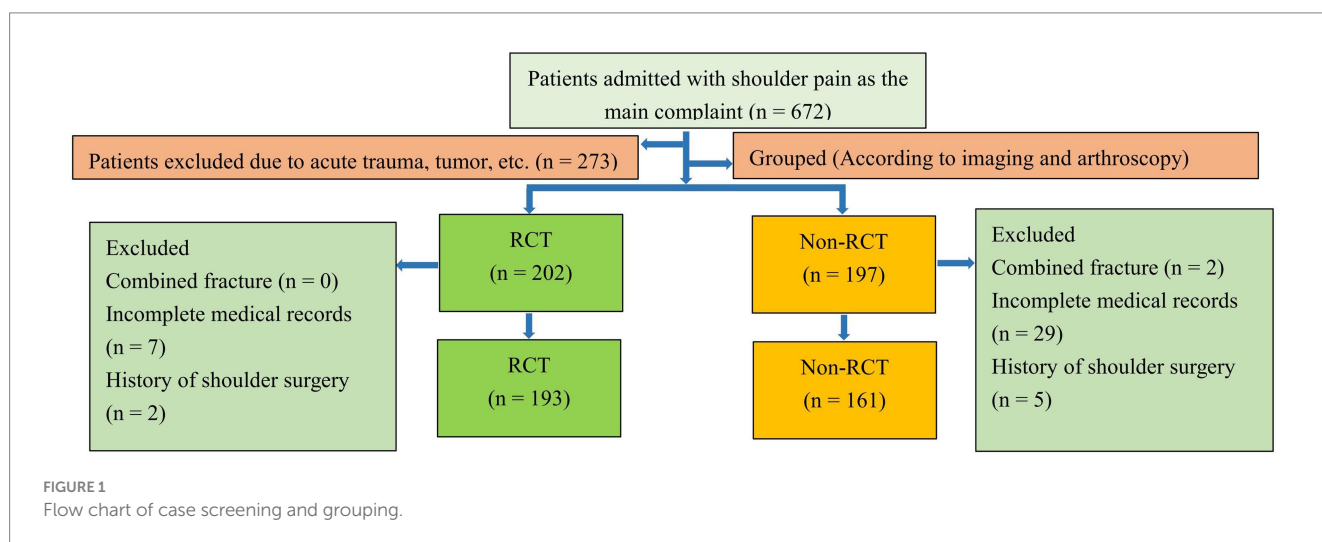 Patients admitted with shoulder pain as the
main complaint (n = 672)
Patients excluded due to acute trauma, tumor, etc. (n = 273)
Grouped (According to imaging and arthroscopy)
Excluded
Combined fracture (n = 0)
Incomplete medical records
(n = 7)
History of shoulder surgery
(n = 2)
RCT
(n = 202)
Non-RCT
(n = 197)
Excluded
Combined fracture (n = 2)
Incomplete medical records
(n = 29)
History of shoulder surgery
(n = 5)
RCT
(n = 193)
Non-RCT
(n = 161)
FIGURE 1
Flow chart of case screening and grouping.